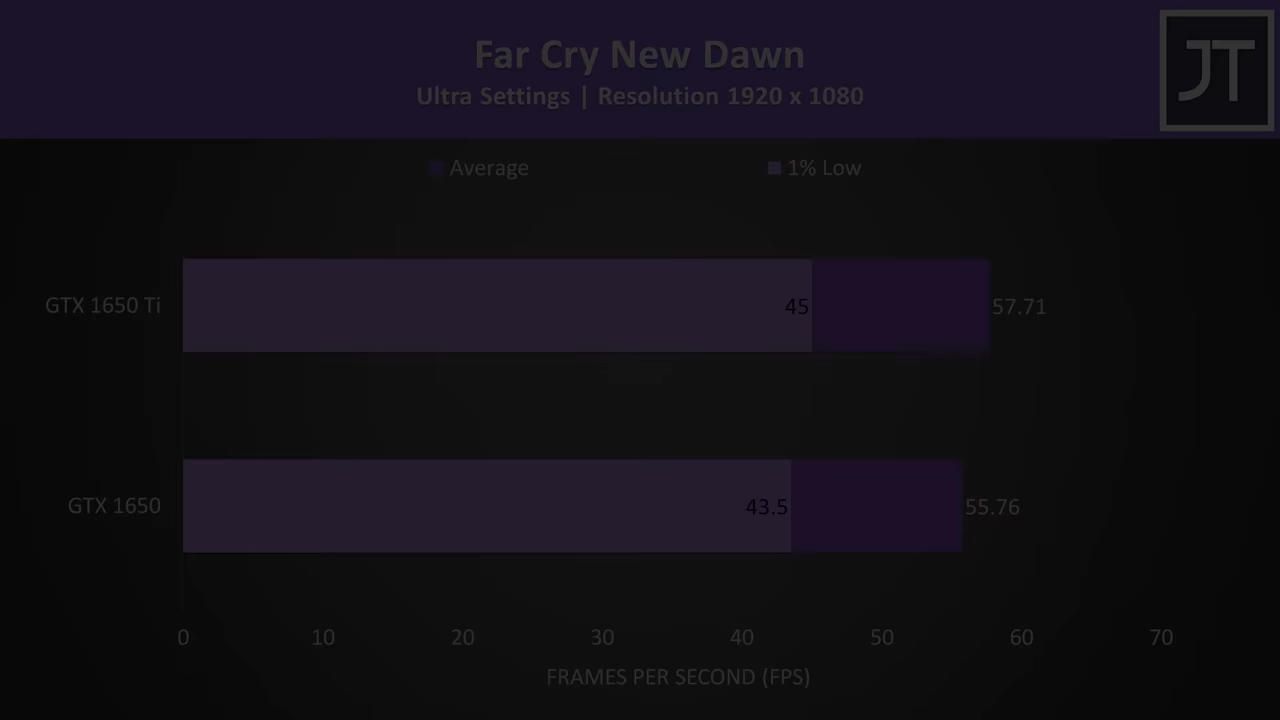 Far Cry New Dawn
Ultra Settings | Resolution 1920 x 1080
JT
Average 1% Low
GTX 1650 Ti 45 57.71
GTX 1650 43.5 55.76
0 10 20 30 40 50 60 70
FRAMES PER SECOND (FPS)